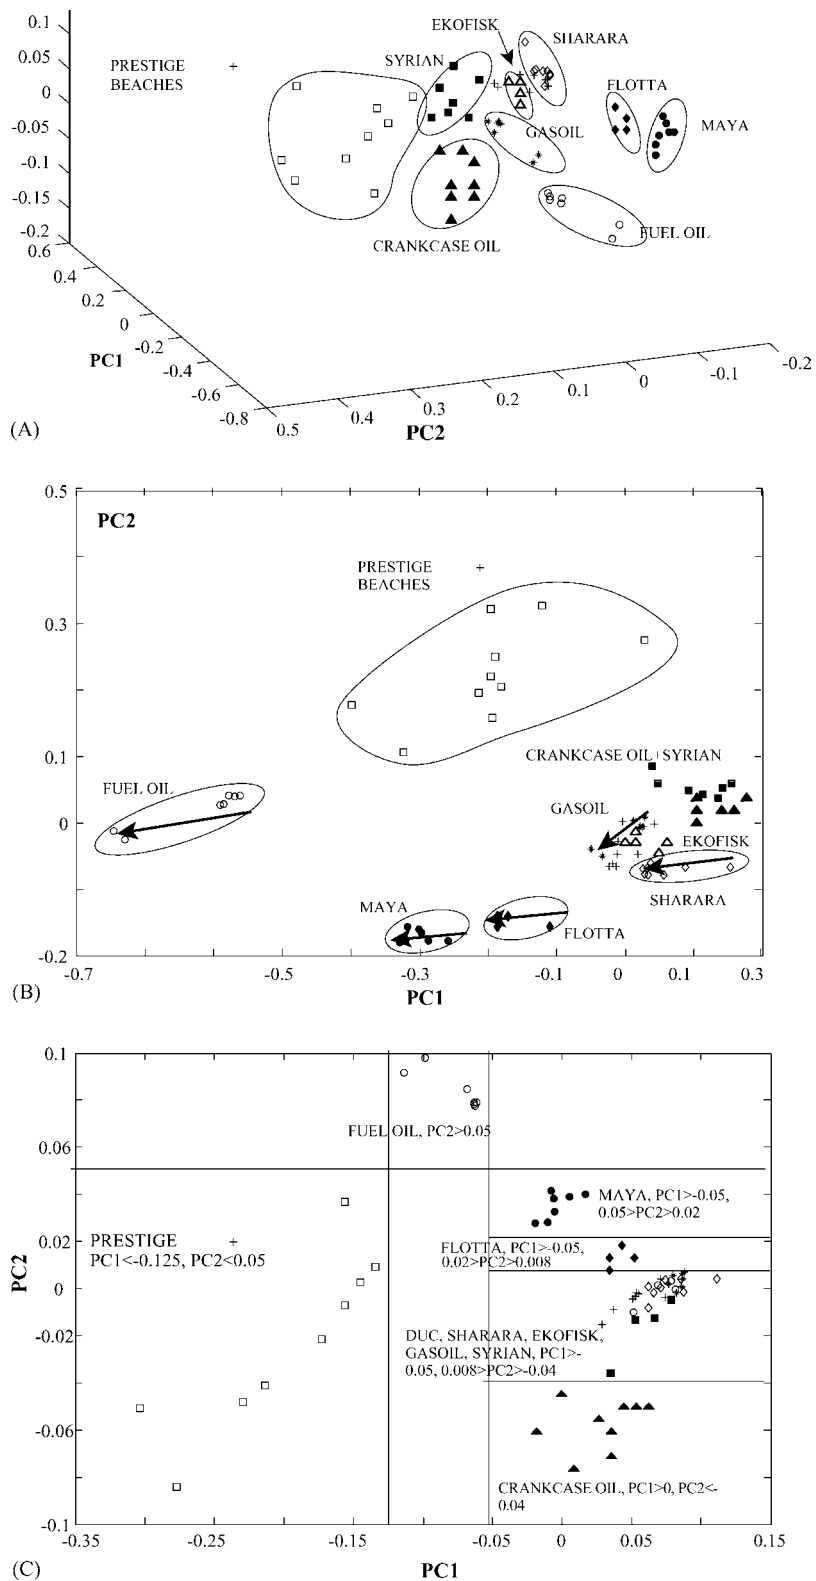 0.1
0.05
0
-0.05
-0.1
-0.15
-0.2
0.6
0.4
0.2
0
-0.2
-0.4
-0.6
-0.8
PC1
0.5
0.4
0.3
0.2
0.1
0
-0.1
-0.2
PC2
PRESTIGE
BEACHES
SYRIAN
EKOFISK
SHARARA
FLOTTA
MAYA
GASOIL
CRANKCASE OIL
FUEL OIL
(A)
0.5
0.3
0.1
0
-0.2
PC2
PRESTIGE
BEACHES
CRANKCASE OIL+SYRIAN
FUEL OIL
GASOIL
EKOFISK
SHARARA
MAYA
FLOTTA
-0.7
-0.5
-0.3
-0.1
0
0.1
0.3
PC1
(B)
0.1
0.06
0.02
0
-0.02
-0.06
-0.1
PC2
FUEL OIL, PC2>0.05
MAYA, PC1>-0.05,
0.05>PC2>0.02
PRESTIGE
PC1<-0.125, PC2<0.05
FLOTTA, PC1>-0.05,
0.02>PC2>0.008
DUC, SHARARA, EKOFISK,
GASOIL, SYRIAN, PC1>-
0.05, 0.008>PC2>-0.04
CRANKCASE OIL, PC1>0, PC2<-
0.04
-0.35
-0.25
-0.15
-0.05
0
0.05
0.15
PC1
(C)